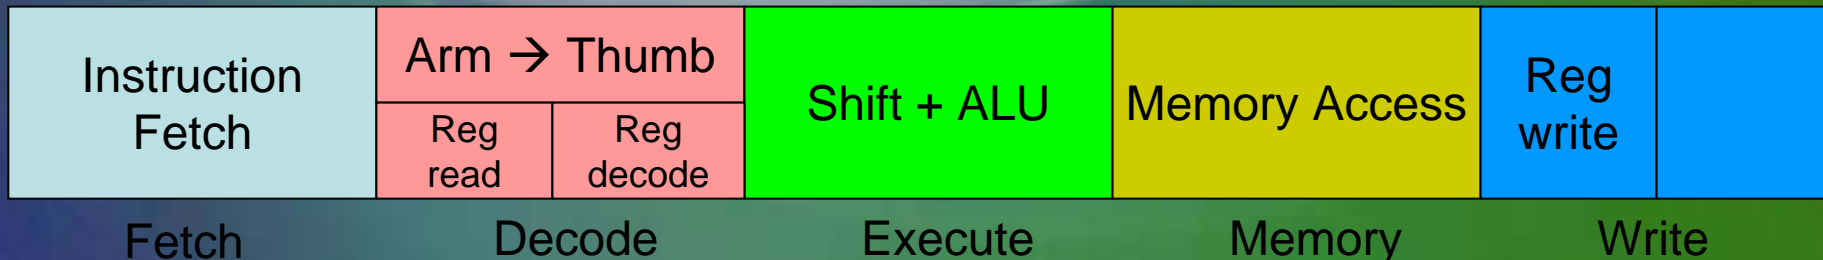 Instruction
Fetch
Arm → Thumb
Reg
read
Reg
decode
Shift + ALU
Memory Access
Reg
write
Fetch
Decode
Execute
Memory
Write